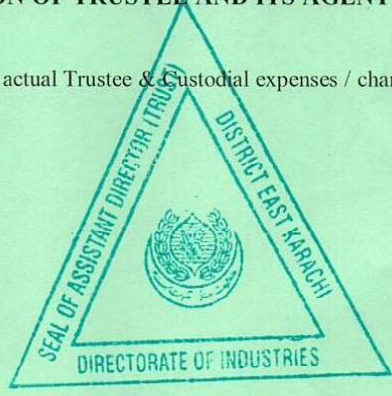 ON OF TRUSTEE AND ITS AGENT
actual Trustee & Custodial expenses / char
SEAL OF ASSISTANT DIRECTOR (TRUST)
DISTRICT EAST KARACHI
DIRECTORATE OF INDUSTRIES